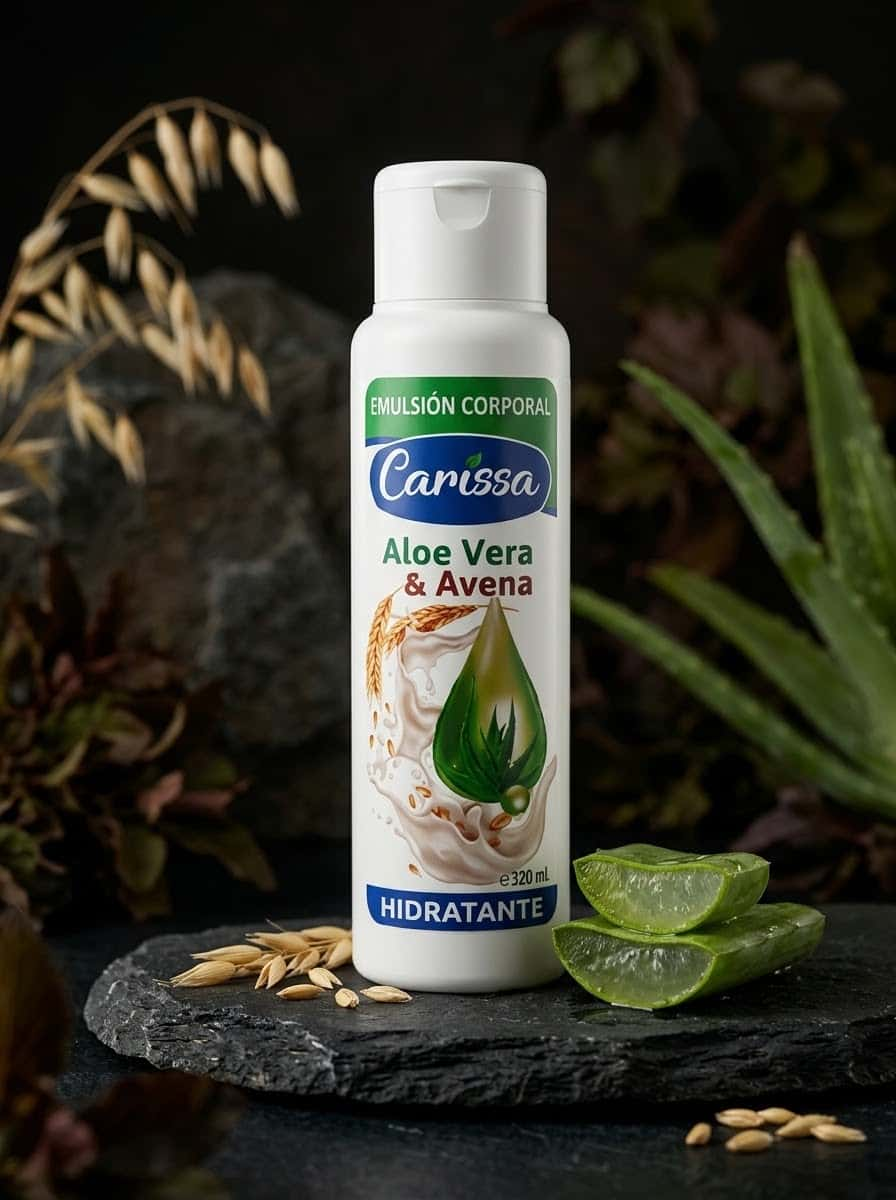 EMULSIÓN CORPORAL
Carissa
Aloe Vera
& Avena
℮ 320 mL
HIDRATANTE